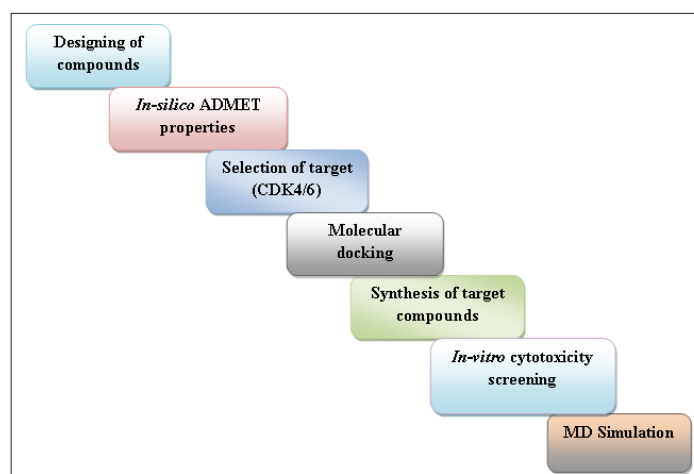 Designing of
compounds
In-silico ADMET
properties
Selection of target
(CDK4/6)
Molecular
docking
Synthesis of target
compounds
In-vitro cytotoxicity
screening
MD Simulation